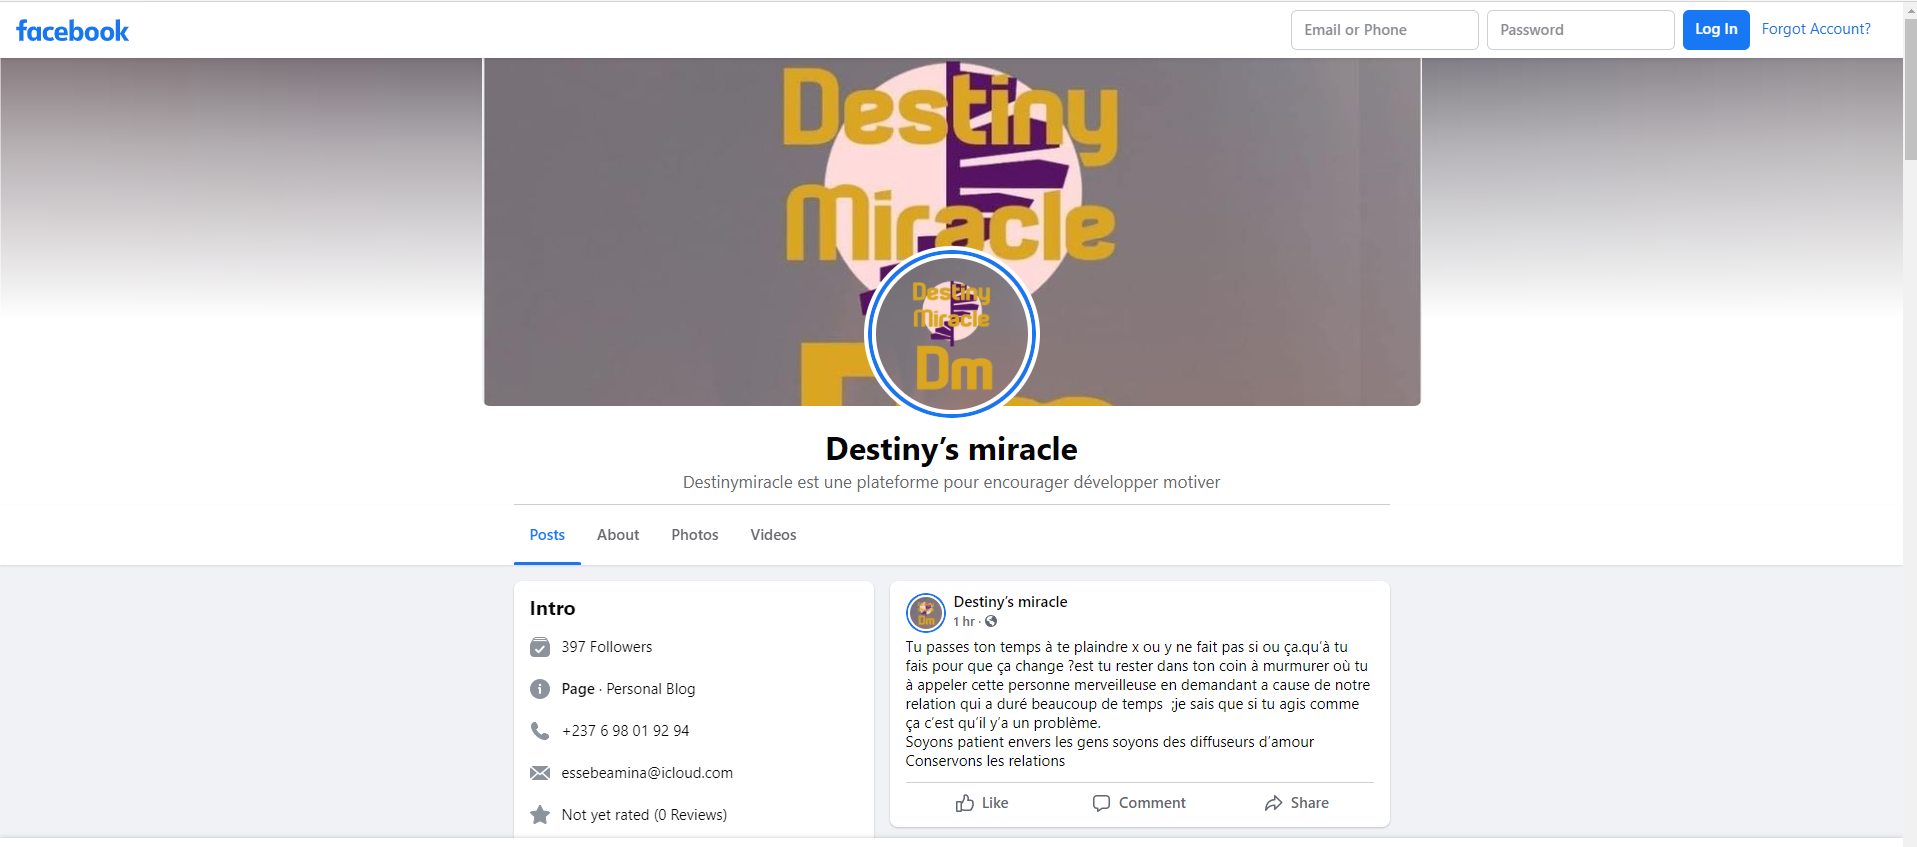 facebook
Email or Phone
Password
Log In
Forgot Account?
Destiny
Miracle
Destiny
Miracle
Dm
Destiny’s miracle
Destinymiracle est une plateforme pour encourager développer motiver
Posts
About
Photos
Videos
Intro
397 Followers
Page · Personal Blog
+237 6 98 01 92 94
essebeamina@icloud.com
Not yet rated (0 Reviews)
Destiny’s miracle
1 hr ·
Tu passes ton temps à te plaindre x ou y ne fait pas si ou ça.qu’à tu
fais pour que ça change ?est tu rester dans ton coin à murmurer où tu
à appeler cette personne merveilleuse en demandant a cause de notre
relation qui a duré beaucoup de temps  ;je sais que si tu agis comme
ça c’est qu’il y’a un problème.
Soyons patient envers les gens soyons des diffuseurs d’amour
Conservons les relations
Like
Comment
Share